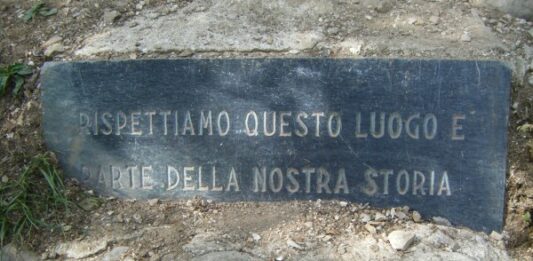 RISPETTIAMO QUESTO LUOGO E
PARTE DELLA NOSTRA STORIA